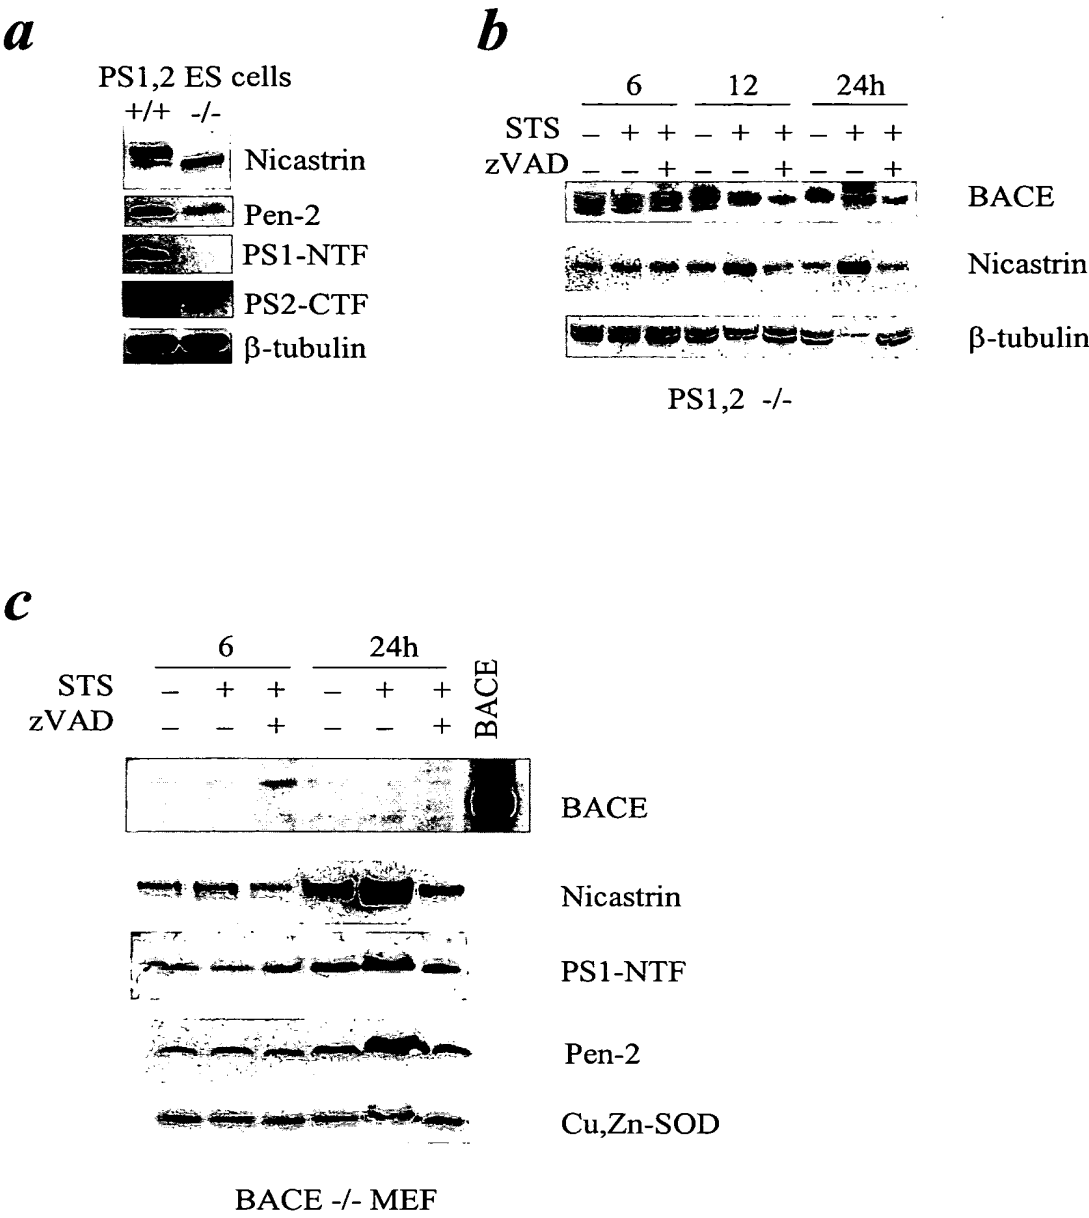 a
PS1,2 ES cells
+/+ -/-
Nicastrin
Pen-2
PS1-NTF
PS2-CTF
β-tubulin
b
6 12 24h
STS – + + – + + – + +
zVAD – – + – – + – – +
BACE
Nicastrin
β-tubulin
PS1,2 -/-
c
6 24h
STS – + + – + +
zVAD – – + – – +
BACE
BACE
Nicastrin
PS1-NTF
Pen-2
Cu,Zn-SOD
BACE -/- MEF